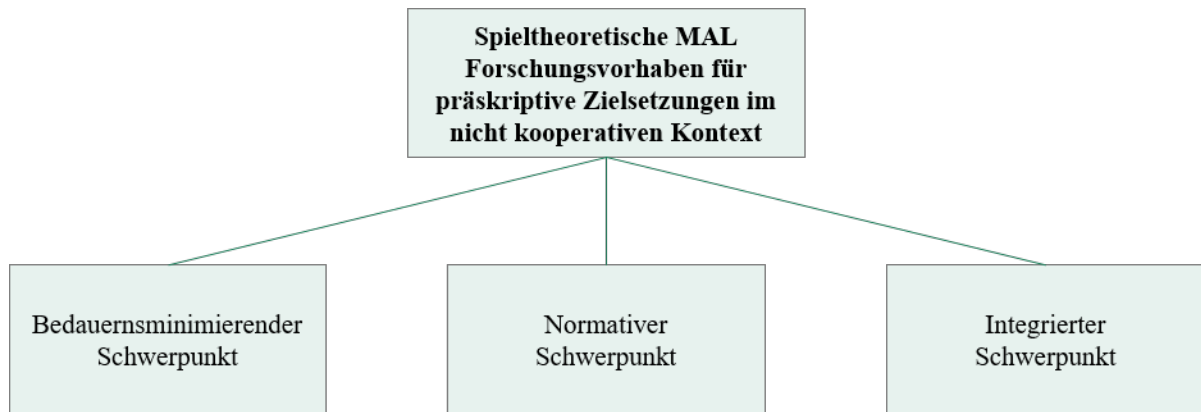 Spieltheoretische MAL
Forschungsvorhaben für
präskriptive Zielsetzungen im
nicht kooperativen Kontext
Bedauernsminimierender
Schwerpunkt
Normativer
Schwerpunkt
Integrierter
Schwerpunkt